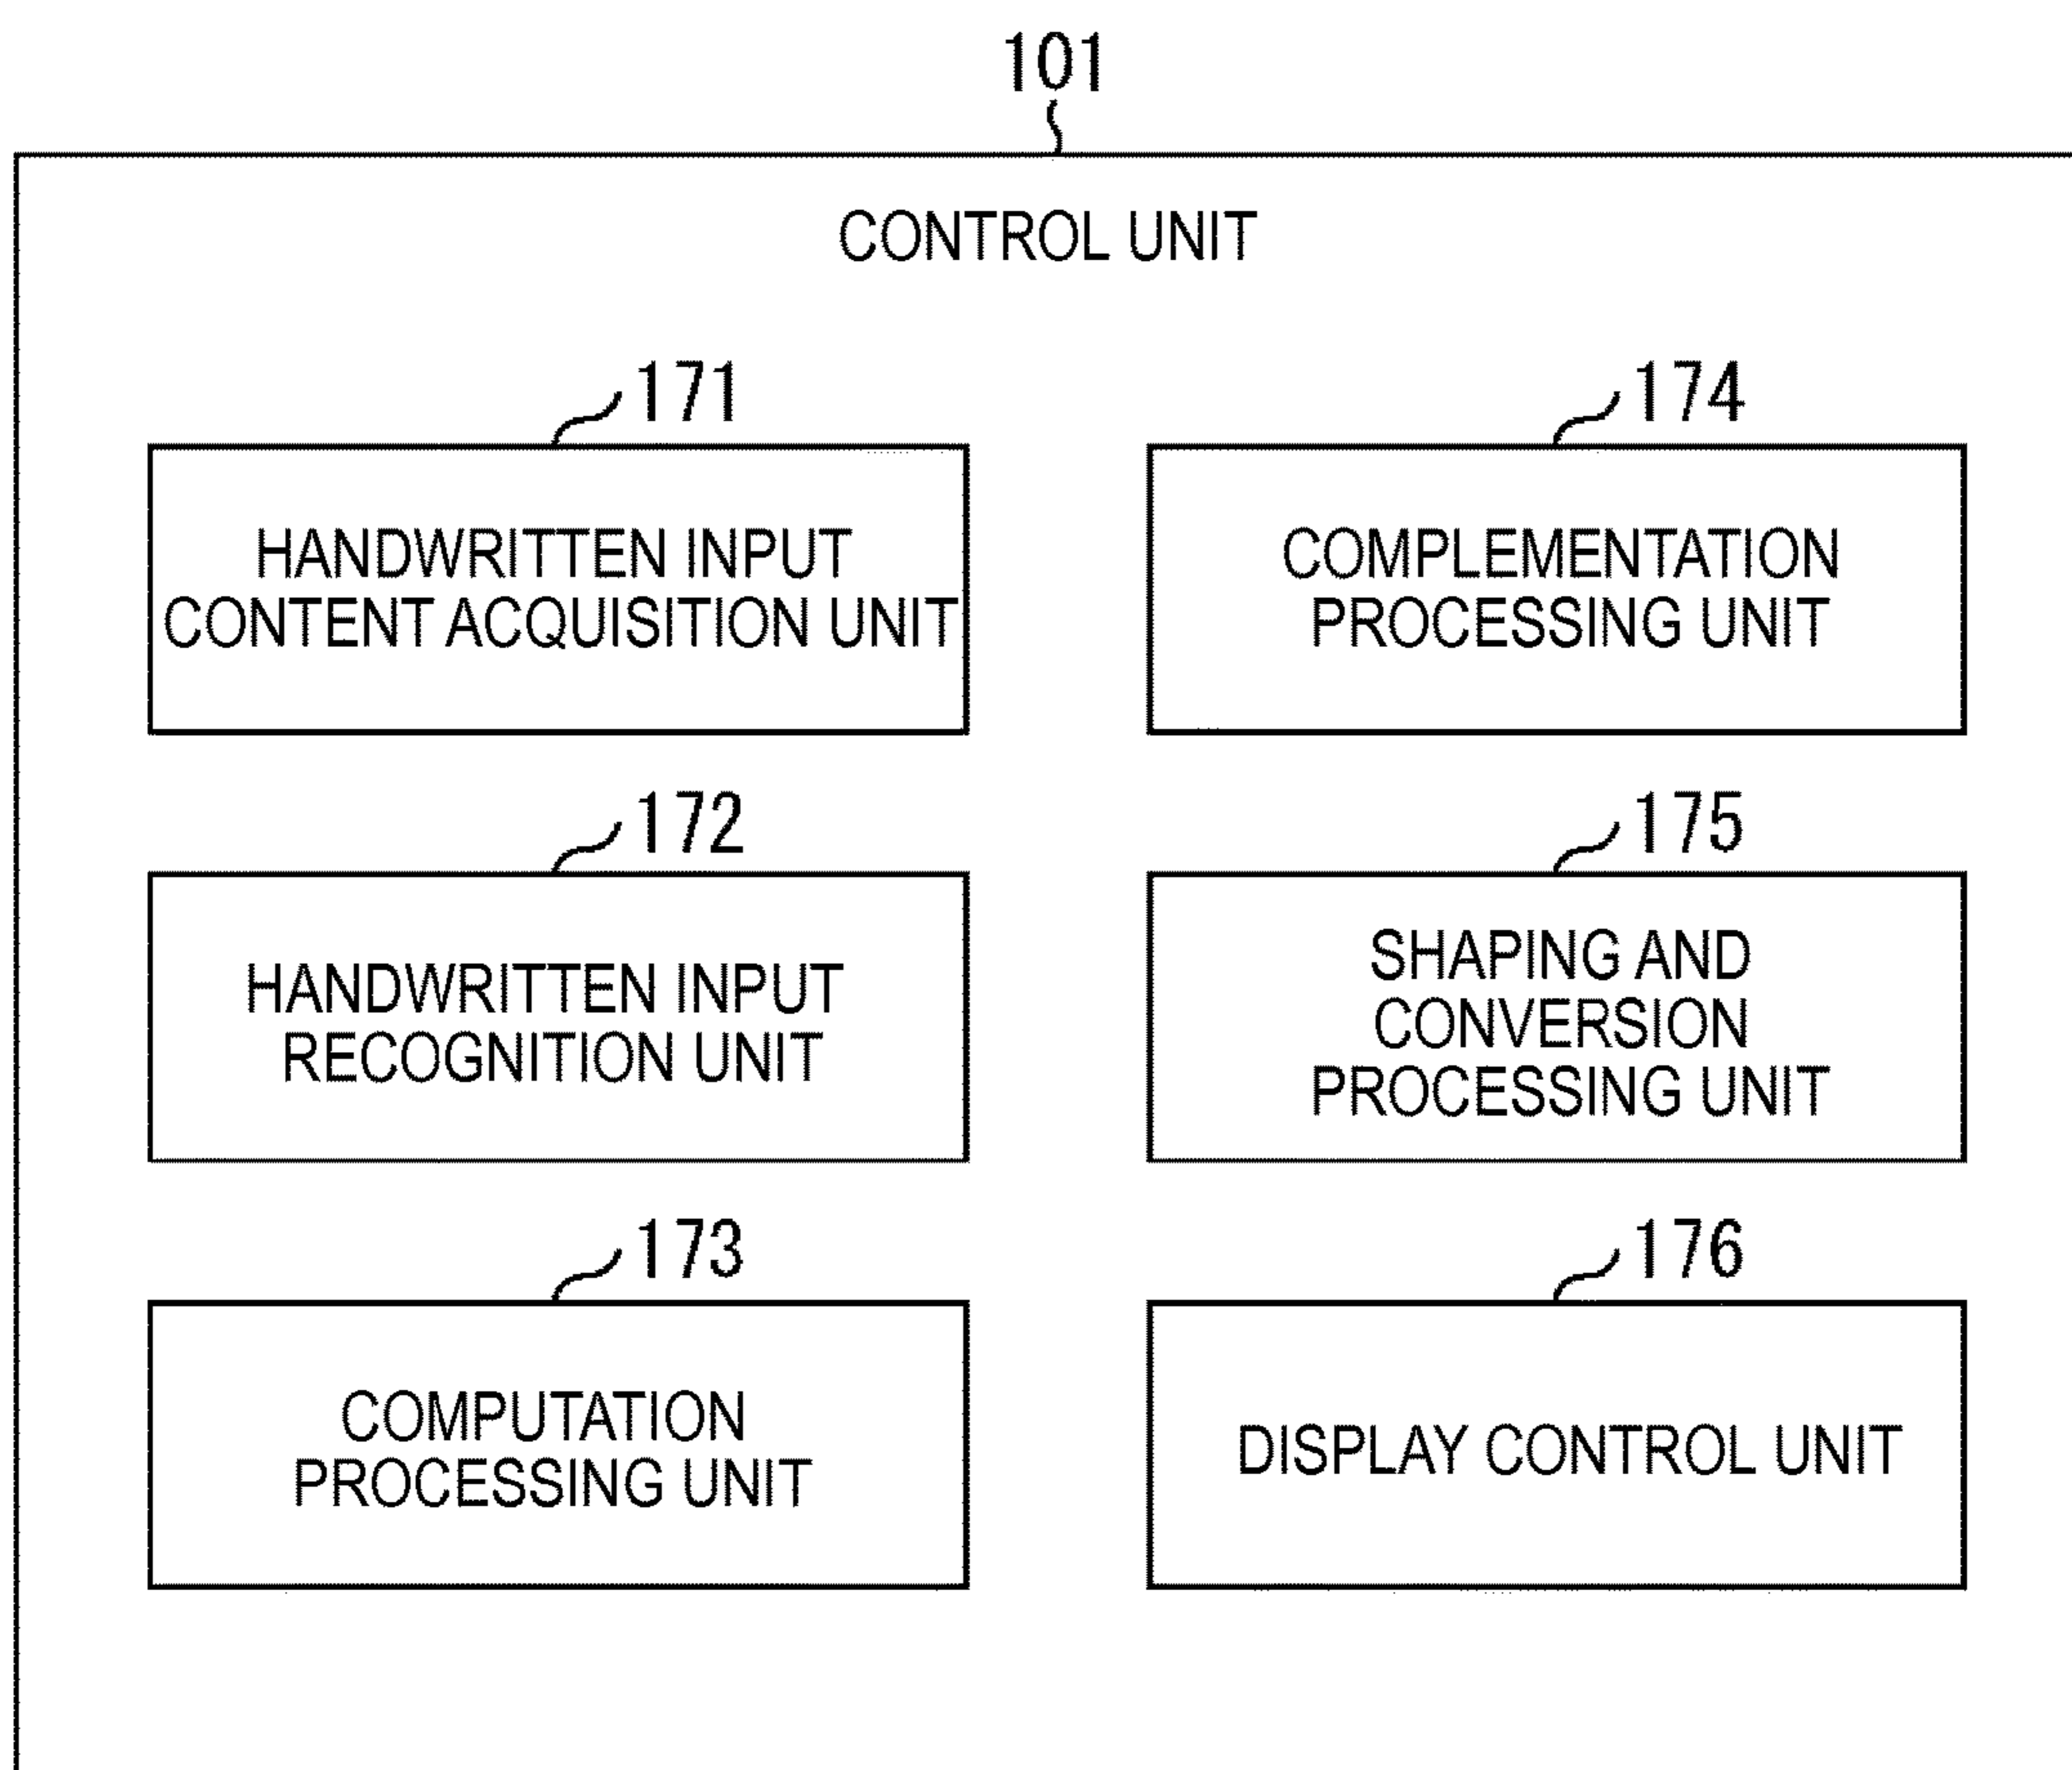 101
CONTROL UNIT
171
HANDWRITTEN INPUT
CONTENT ACQUISITION UNIT
172
HANDWRITTEN INPUT
RECOGNITION UNIT
173
COMPUTATION
PROCESSING UNIT
174
COMPLEMENTATION
PROCESSING UNIT
175
SHAPING AND
CONVERSION
PROCESSING UNIT
176
DISPLAY CONTROL UNIT